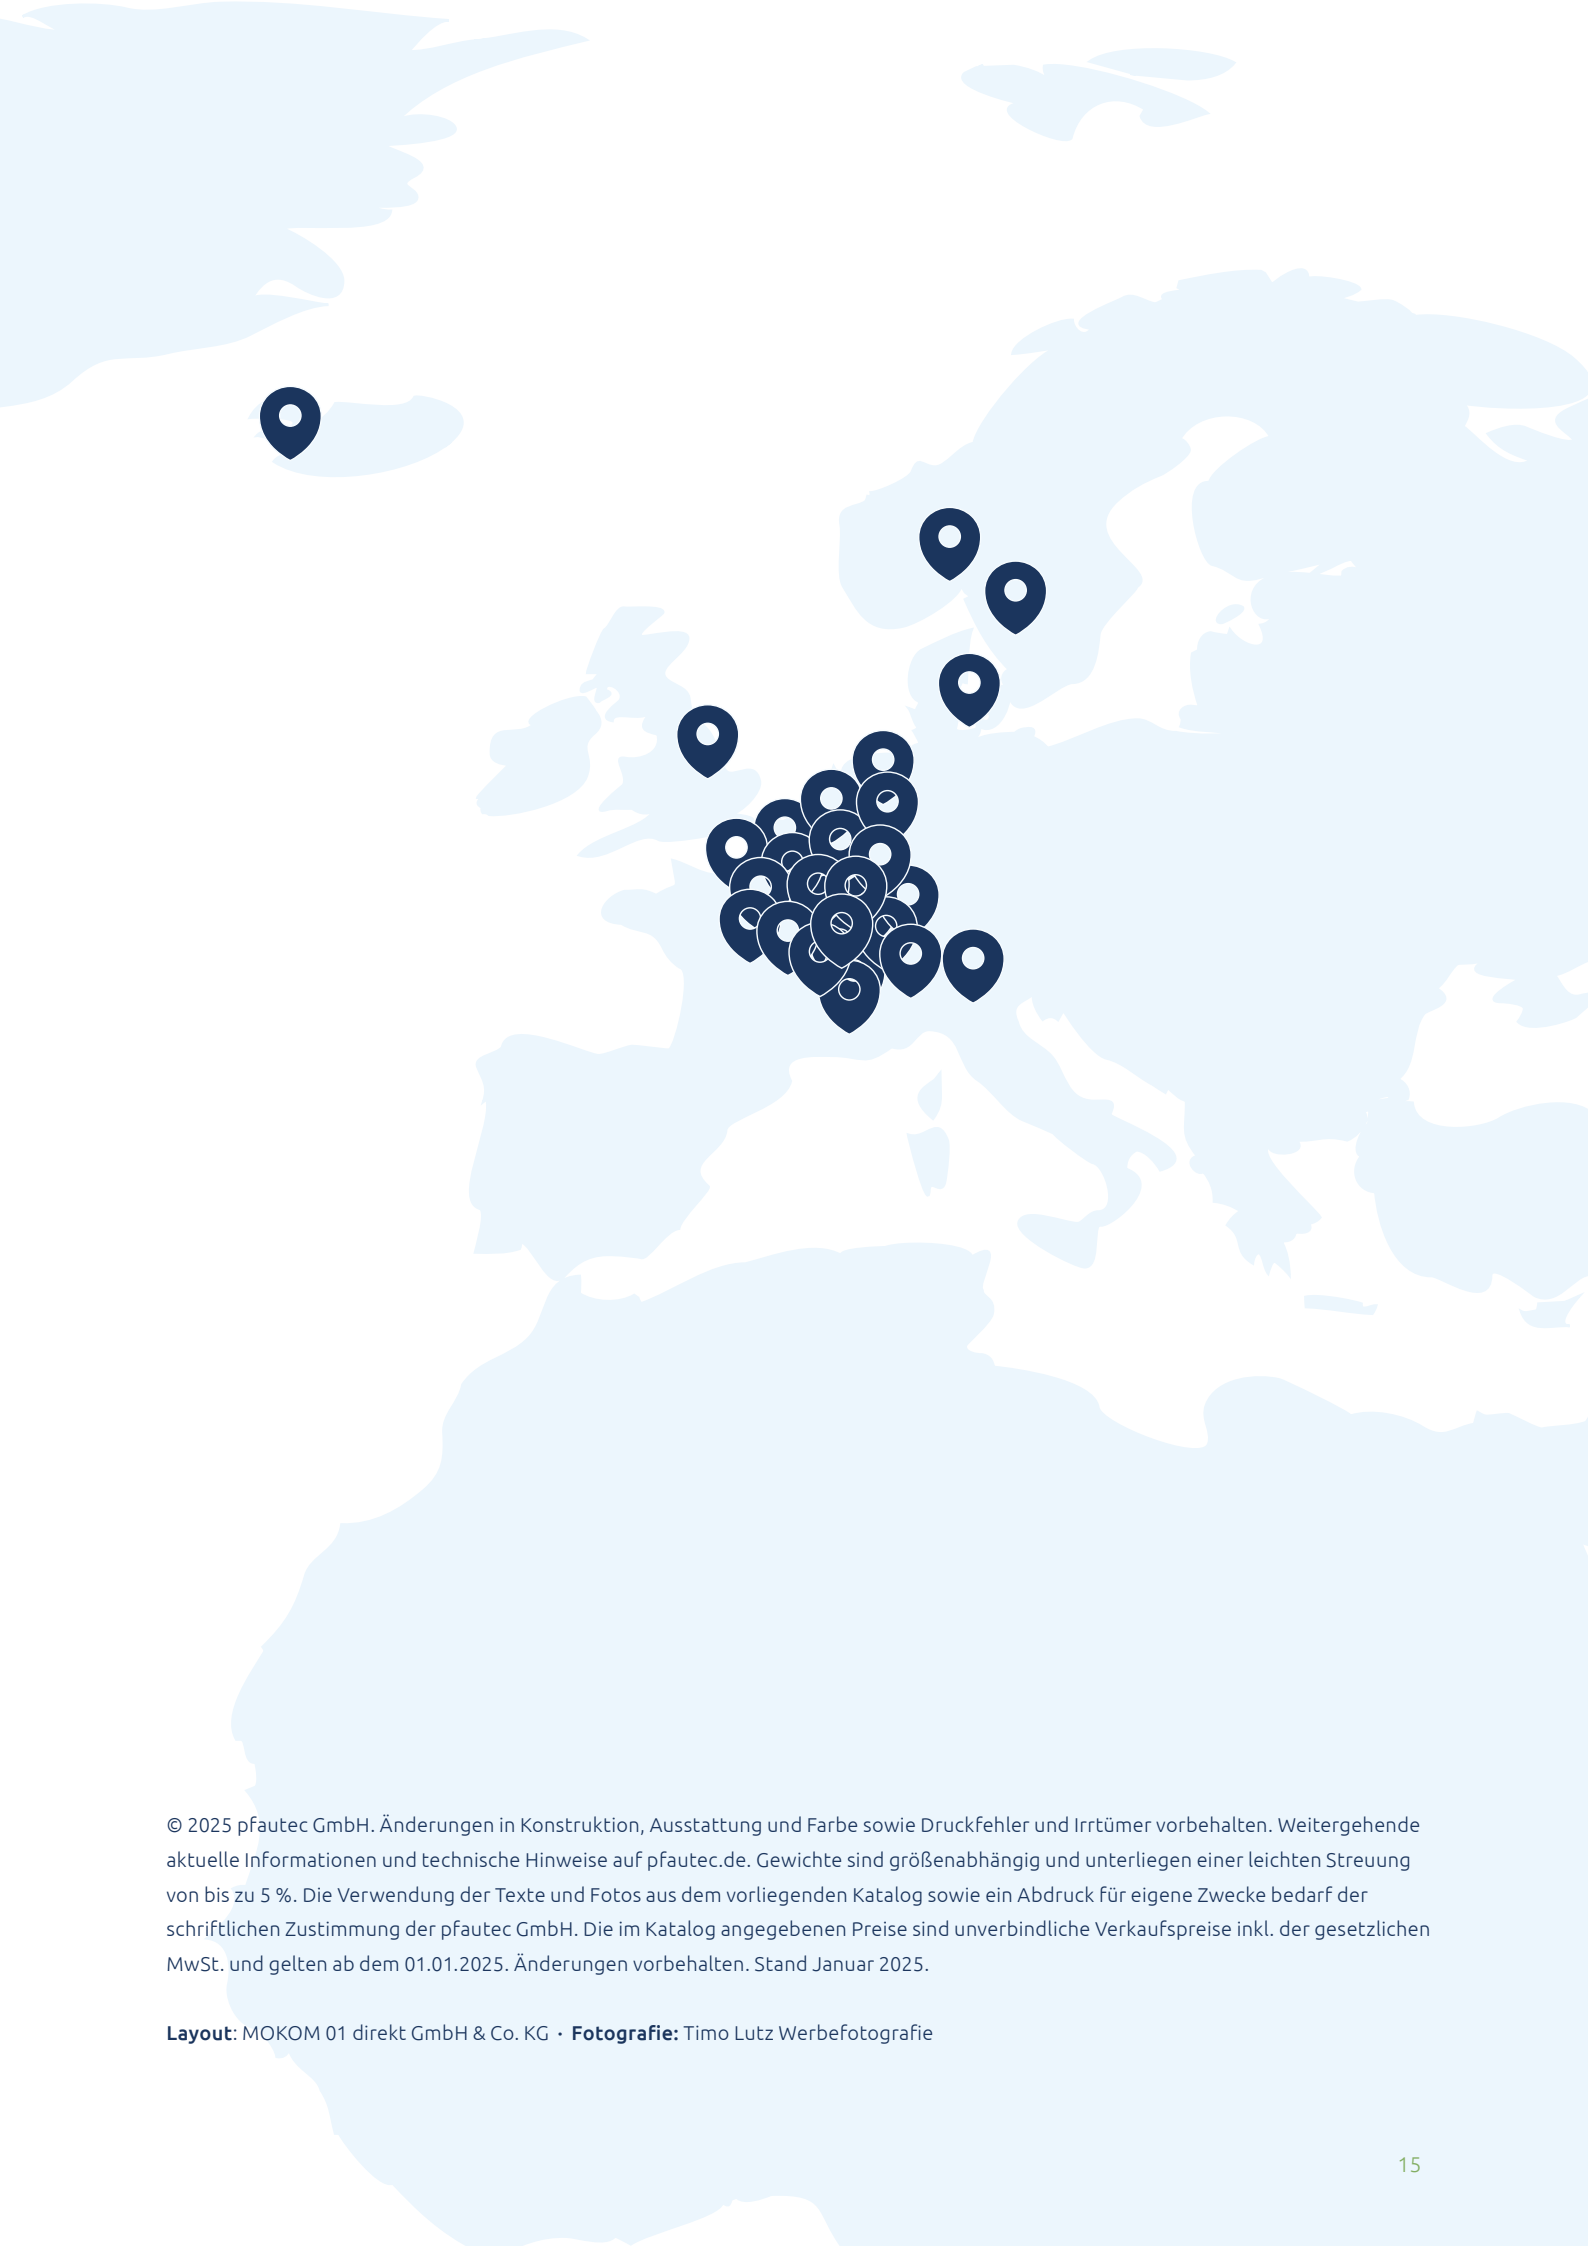 © 2025 pfautec GmbH. Änderungen in Konstruktion, Ausstattung und Farbe sowie Druckfehler und Irrtümer vorbehalten. Weitergehende
aktuelle Informationen und technische Hinweise auf pfautec.de. Gewichte sind größenabhängig und unterliegen einer leichten Streuung
von bis zu 5 %. Die Verwendung der Texte und Fotos aus dem vorliegenden Katalog sowie ein Abdruck für eigene Zwecke bedarf der
schriftlichen Zustimmung der pfautec GmbH. Die im Katalog angegebenen Preise sind unverbindliche Verkaufspreise inkl. der gesetzlichen
MwSt. und gelten ab dem 01.01.2025. Änderungen vorbehalten. Stand Januar 2025.
Layout: MOKOM 01 direkt GmbH & Co. KG · Fotografie: Timo Lutz Werbefotografie
15